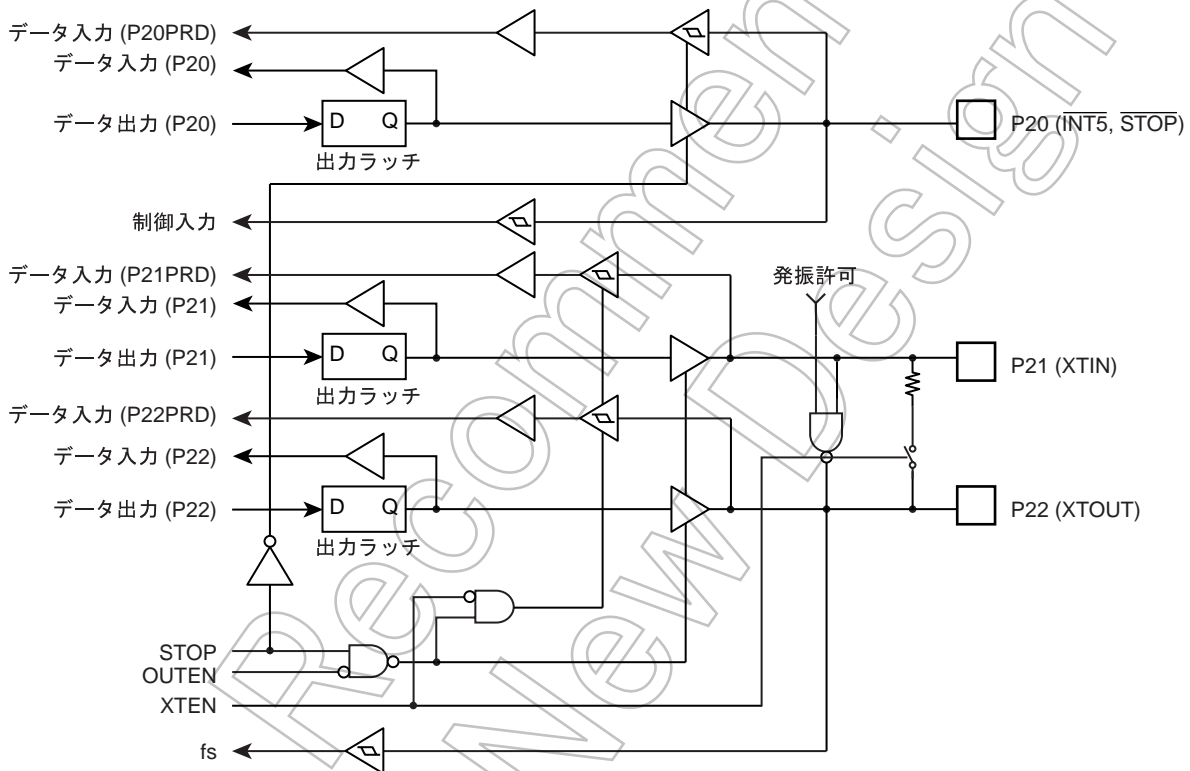 データ入力 (P20PRD)
データ入力 (P20)
データ出力 (P20)
D Q
出力ラッチ
P20 (INT5, STOP)
制御入力
データ入力 (P21PRD)
データ入力 (P21)
発振許可
データ出力 (P21)
D Q
出力ラッチ
P21 (XTIN)
データ入力 (P22PRD)
データ入力 (P22)
データ出力 (P22)
D Q
出力ラッチ
P22 (XTOUT)
STOP
OUTEN
XTEN
fs
Recommen
New Design